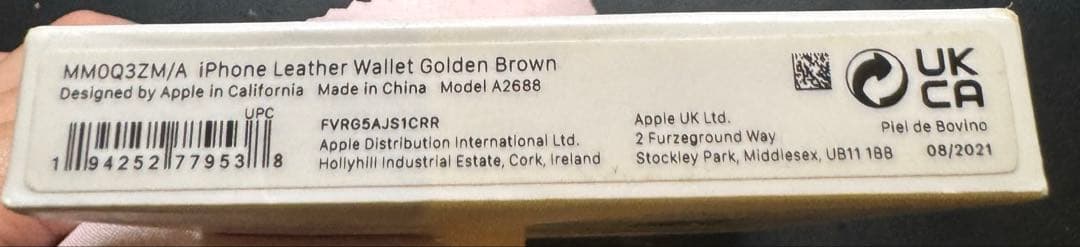 MM0Q3ZM/A iPhone Leather Wallet Golden Brown
Designed by Apple in California Made in China Model A2688
UPC
1 94252 77953 8
FVRG5AJS1CRR
Apple Distribution International Ltd.
Hollyhill Industrial Estate, Cork, Ireland
Apple UK Ltd.
2 Furzeground Way
Stockley Park, Middlesex, UB11 1BB
UK
CA
Piel de Bovino
08/2021